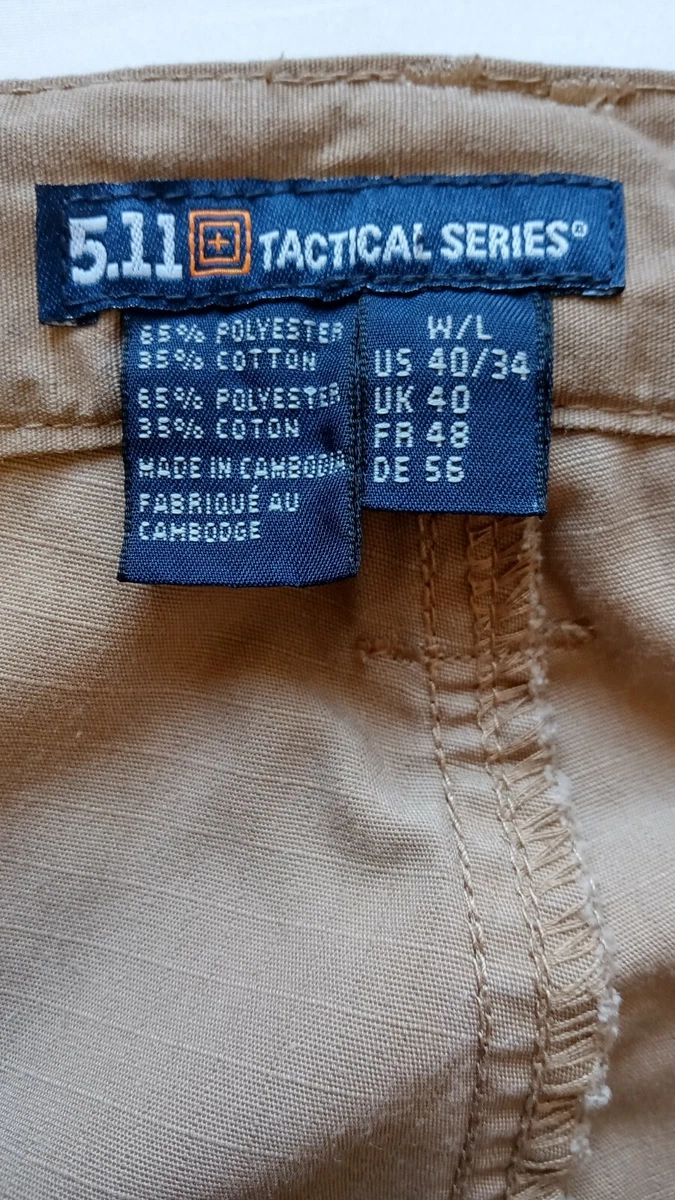 5.11 TACTICAL SERIES®
65% POLYESTER
35% COTTON
65% POLYESTER
35% COTON
MADE IN CAMBODIA
FABRIQUÉ AU
CAMBODGE
W/L
US 40/34
UK 40
FR 48
DE 56